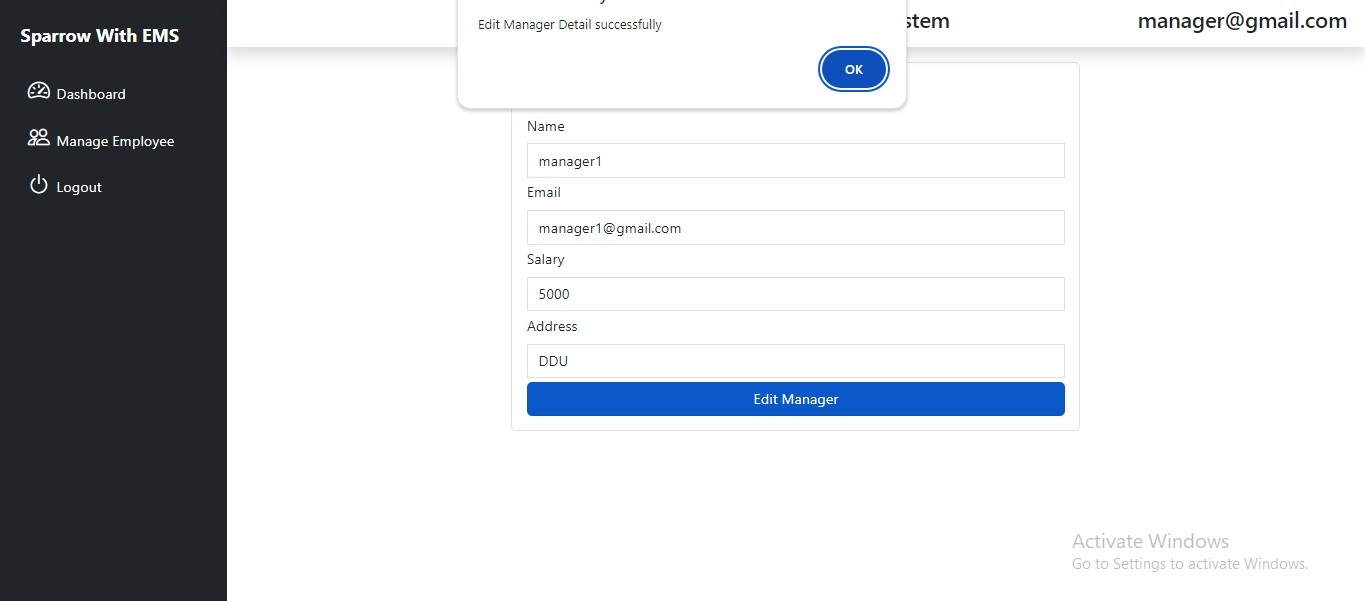 Sparrow With EMS
Dashboard
Manage Employee
Logout
manager@gmail.com
Edit Manager Detail successfully
OK
Name
manager1
Email
manager1@gmail.com
Salary
5000
Address
DDU
Edit Manager
Activate Windows
Go to Settings to activate Windows.